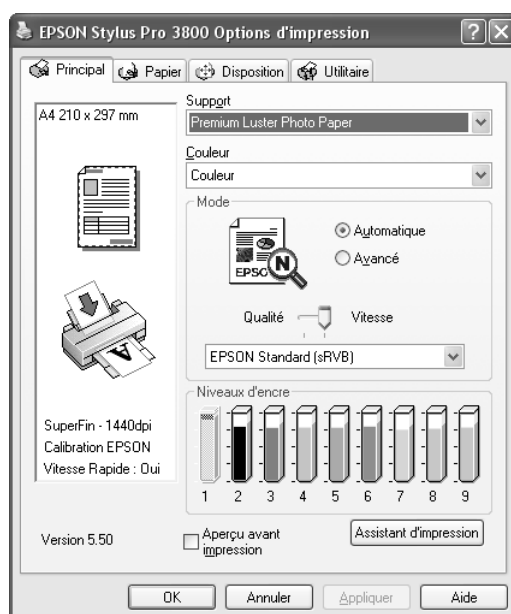 EPSON Stylus Pro 3800 Options d'impression
Principal
Papier
Disposition
Utilitaire
A4 210 x 297 mm
Support
Premium Luster Photo Paper
Couleur
Couleur
Mode
EPSO
N
Automatique
Avancé
Qualité
Vitesse
EPSON Standard (sRVB)
A
SuperFin - 1440dpi
Calibration EPSON
Vitesse Rapide : Oui
Niveaux d'encre
1 2 3 4 5 6 7 8 9
Version 5.50
Aperçu avant
impression
Assistant d'impression
OK
Annuler
Appliquer
Aide